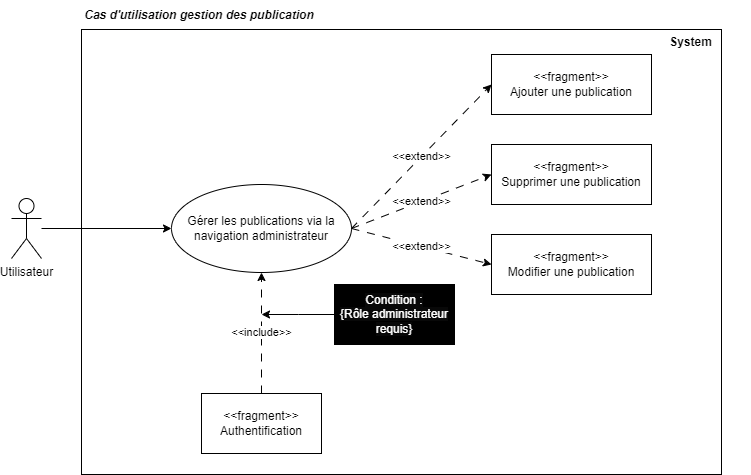 Cas d'utilisation gestion des publication
System
<<fragment>>
Ajouter une publication
<<extend>>
<<fragment>>
Supprimer une publication
<<extend>>
Gérer les publications via la
navigation administrateur
<<extend>>
<<fragment>>
Modifier une publication
Utilisateur
Condition :
{Rôle administrateur
requis}
<<include>>
<<fragment>>
Authentification